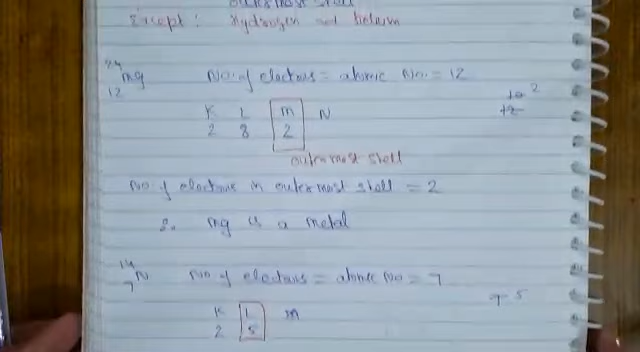 outermost shell
Except : Hydrogen and helium
24
12 Mg No. of electrons = atomic No. = 12
K L M N
2 8 2
outermost shell
No of electrons in outermost shell = 2
∴ Mg is a metal
14
7 N No of electrons = atomic No = 7
K L M
2 5